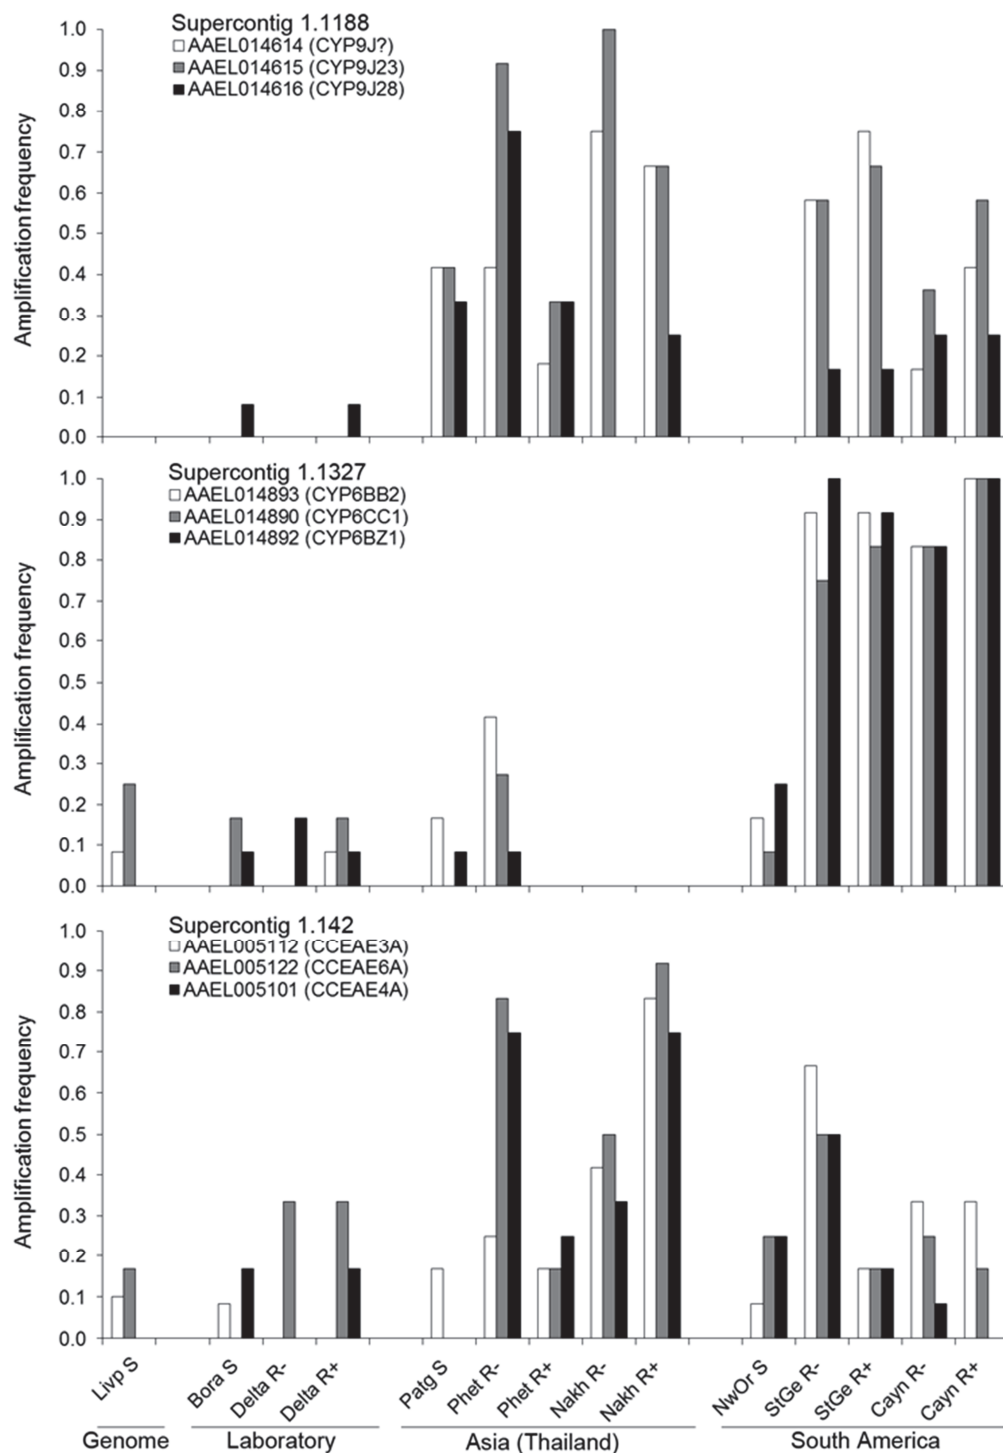 Supercontig 1.1188
AAEL014614 (CYP9J?)
AAEL014615 (CYP9J23)
AAEL014616 (CYP9J28)
Amplification frequency
1.0
0.9
0.8
0.7
0.6
0.5
0.4
0.3
0.2
0.1
0.0
Supercontig 1.1327
AAEL014893 (CYP6BB2)
AAEL014890 (CYP6CC1)
AAEL014892 (CYP6BZ1)
Amplification frequency
1.0
0.9
0.8
0.7
0.6
0.5
0.4
0.3
0.2
0.1
0.0
Supercontig 1.142
AAEL005112 (CCEAE3A)
AAEL005122 (CCEAE6A)
AAEL005101 (CCEAE4A)
Amplification frequency
1.0
0.9
0.8
0.7
0.6
0.5
0.4
0.3
0.2
0.1
0.0
Livp S
Bora S
Delta R-
Delta R+
Patg S
Phet R-
Phet R+
Nakh R-
Nakh R+
NwOr S
StGe R-
StGe R+
Cayn R-
Cayn R+
Genome
Laboratory
Asia (Thailand)
South America